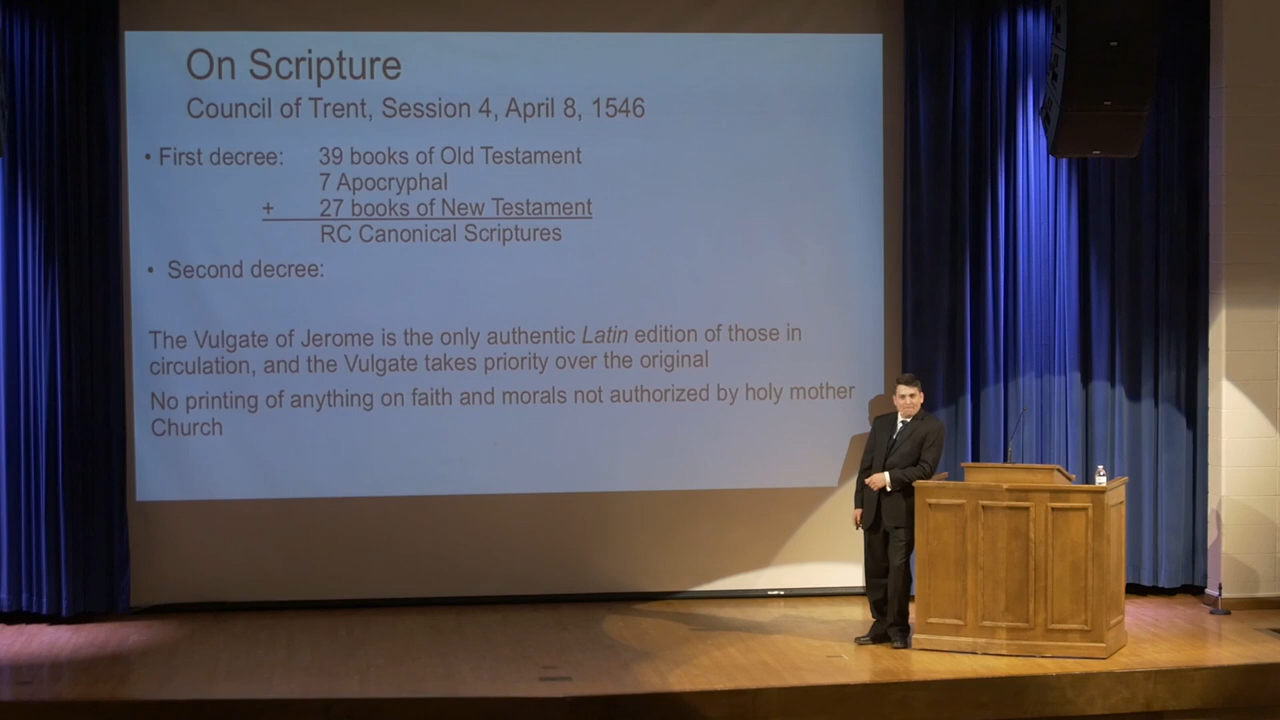 On Scripture
Council of Trent, Session 4, April 8, 1546
• First decree: 39 books of Old Testament
7 Apocryphal
+ 27 books of New Testament
RC Canonical Scriptures
• Second decree:
The Vulgate of Jerome is the only authentic Latin edition of those in
circulation, and the Vulgate takes priority over the original
No printing of anything on faith and morals not authorized by holy mother
Church